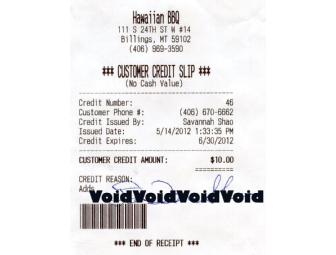 Hawaiian BBQ
111 S 24TH ST W #14
Billings, MT 59102
(406) 969-3590
### CUSTOMER CREDIT SLIP ###
(No Cash Value)
Credit Number: 46
Customer Phone #: (406) 670-6662
Credit Issued By: Savannah Shao
Issued Date: 5/14/2012 1:33:35 PM
Credit Expires: 6/30/2012
CUSTOMER CREDIT AMOUNT: $10.00
CREDIT REASON:
Adds
VoidVoidVoidVoid
*** END OF RECEIPT ***